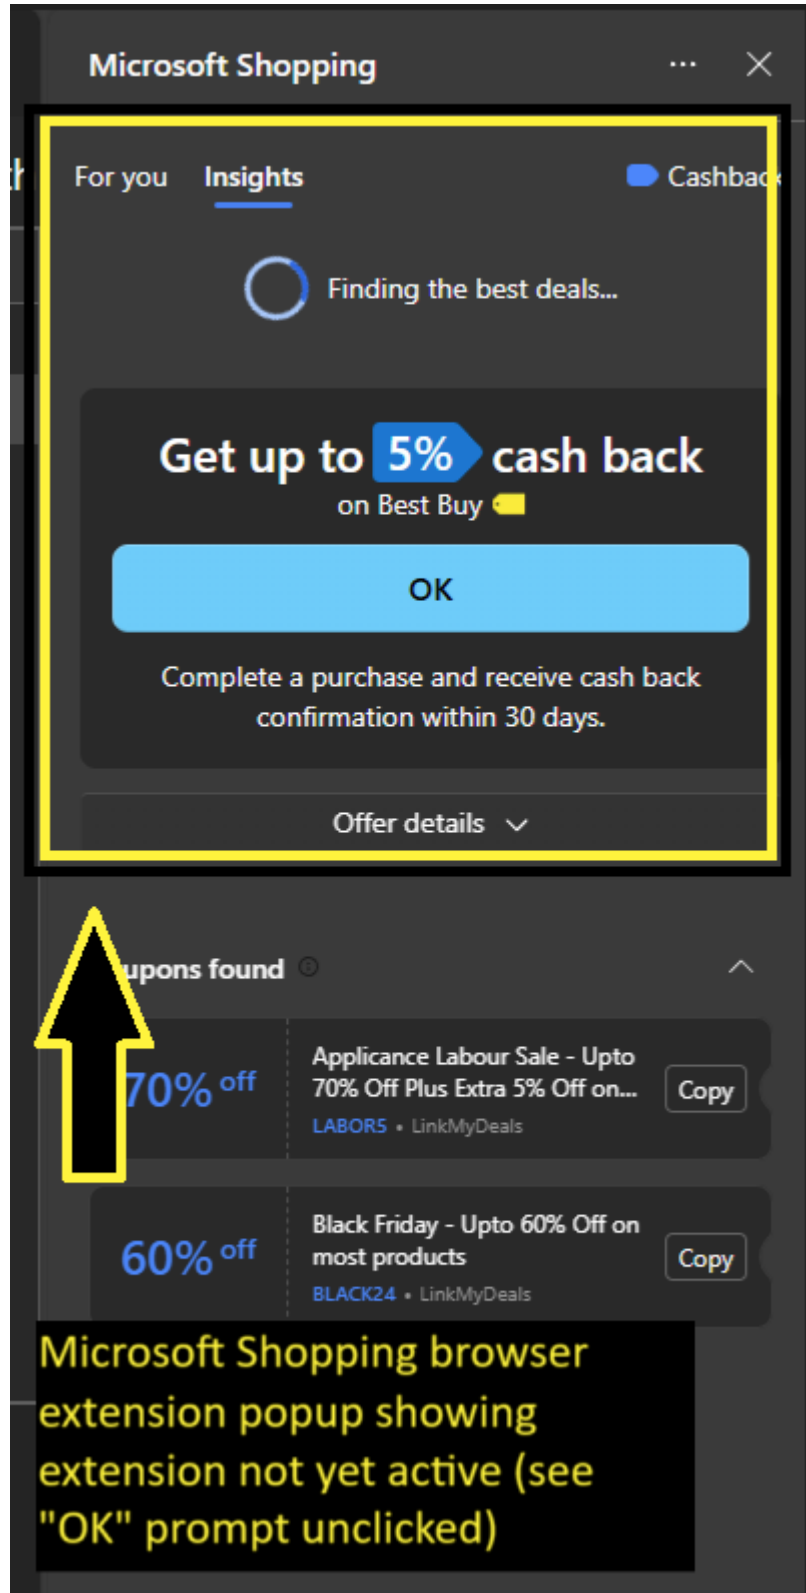 Microsoft Shopping ...
For you Insights Cashback
Finding the best deals...
Get up to 5% cash back
on Best Buy
OK
Complete a purchase and receive cash back
confirmation within 30 days.
Offer details
upons found
70% off
Applicance Labour Sale - Upto
70% Off Plus Extra 5% Off on...
LABOR5 • LinkMyDeals
Copy
60% off
Black Friday - Upto 60% Off on
most products
BLACK24 • LinkMyDeals
Copy
Microsoft Shopping browser
extension popup showing
extension not yet active (see
"OK" prompt unclicked)